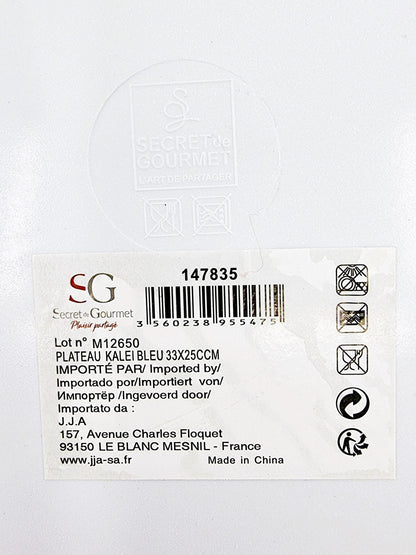 SECRET de
GOURMET
L'ART DE PARTAGER
SG
Secret de Gourmet
Plaisir partagé
147835
3 560238 955475
Lot n° M12650
PLATEAU KALEI BLEU 33X25CCM
IMPORTÉ PAR/ Imported by/
Importado por/Importiert von/
Импортёр /Ingevoerd door/
Importato da :
J.J.A
157, Avenue Charles Floquet
93150 LE BLANC MESNIL - France
www.jja-sa.fr Made in China